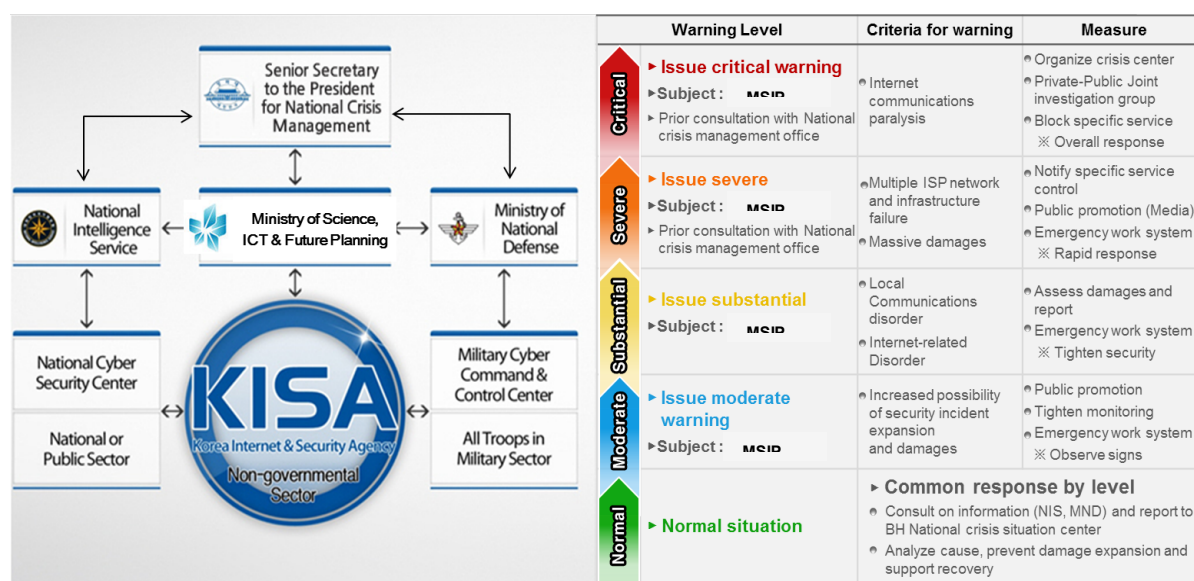 Senior Secretary
to the President
for National Crisis
Management
National
Intelligence
Service
Ministry of Science,
ICT & Future Planning
Ministry of
National
Defense
National Cyber
Security Center
National or
Public Sector
KISA
Korea Internet & Security Agency
Non-governmental
Sector
Military Cyber
Command &
Control Center
All Troops in
Military Sector
Warning Level
Criteria for warning
Measure
Critical
▸ Issue critical warning
▸Subject : MSIP
▸ Prior consultation with National
crisis management office
Internet
communications
paralysis
Organize crisis center
Private-Public Joint
investigation group
Block specific service
※ Overall response
Severe
▸ Issue severe
▸Subject : MSIP
▸ Prior consultation with National
crisis management office
Multiple ISP network
and infrastructure
failure
Massive damages
Notify specific service
control
Public promotion (Media)
Emergency work system
※ Rapid response
Substantial
▸ Issue substantial
▸Subject : MSIP
Local
Communications
disorder
Internet-related
Disorder
Assess damages and
report
Emergency work system
※ Tighten security
Moderate
▸ Issue moderate
warning
▸Subject : MSIP
Increased possibility
of security incident
expansion
and damages
Public promotion
Tighten monitoring
Emergency work system
※ Observe signs
Normal
▸ Normal situation
▸ Common response by level
Consult on information (NIS, MND) and report to
BH National crisis situation center
Analyze cause, prevent damage expansion and
support recovery